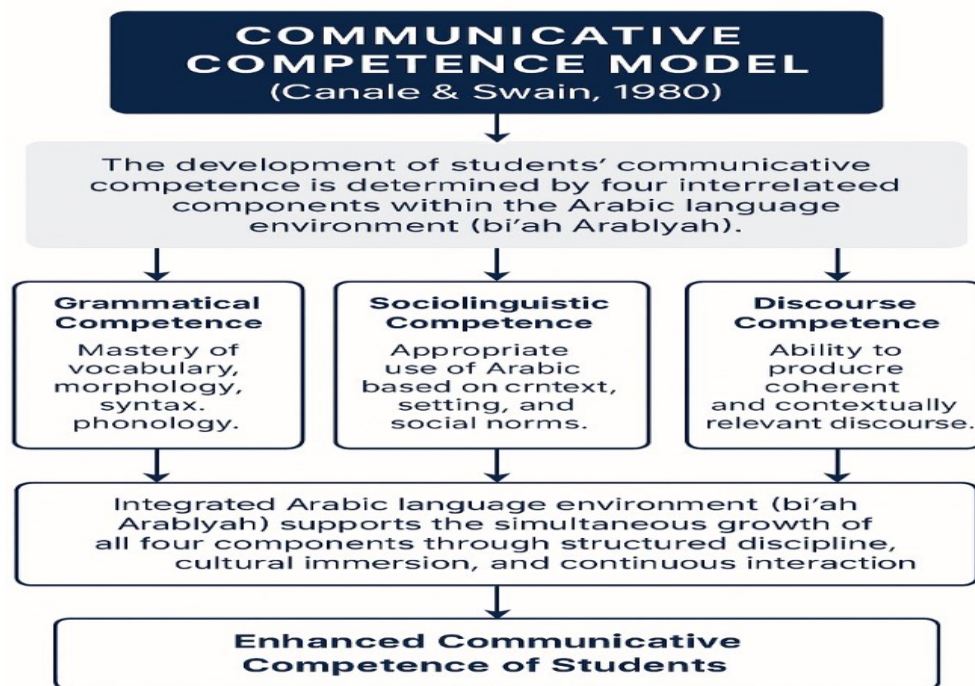 COMMUNICATIVE
COMPETENCE MODEL
(Canale & Swain, 1980)
The development of students' communicative
competence is determined by four interrelateed
components within the Arabic language
environment (bi'ah Arablyah).
Grammatical
Competence
Mastery of
vocabulary,
morphology,
syntax.
phonology.
Sociolinguistic
Competence
Appropriate
use of Arabic
based on crntext,
setting, and
social norms.
Discourse
Competence
Ability to
producre
coherent
and contextually
relevant discourse.
Integrated Arabic language environment (bi'ah
Arablyah) supports the simultaneous growth of
all four components through structured discipline,
cultural immersion, and continuous interaction
Enhanced Communicative
Competence of Students